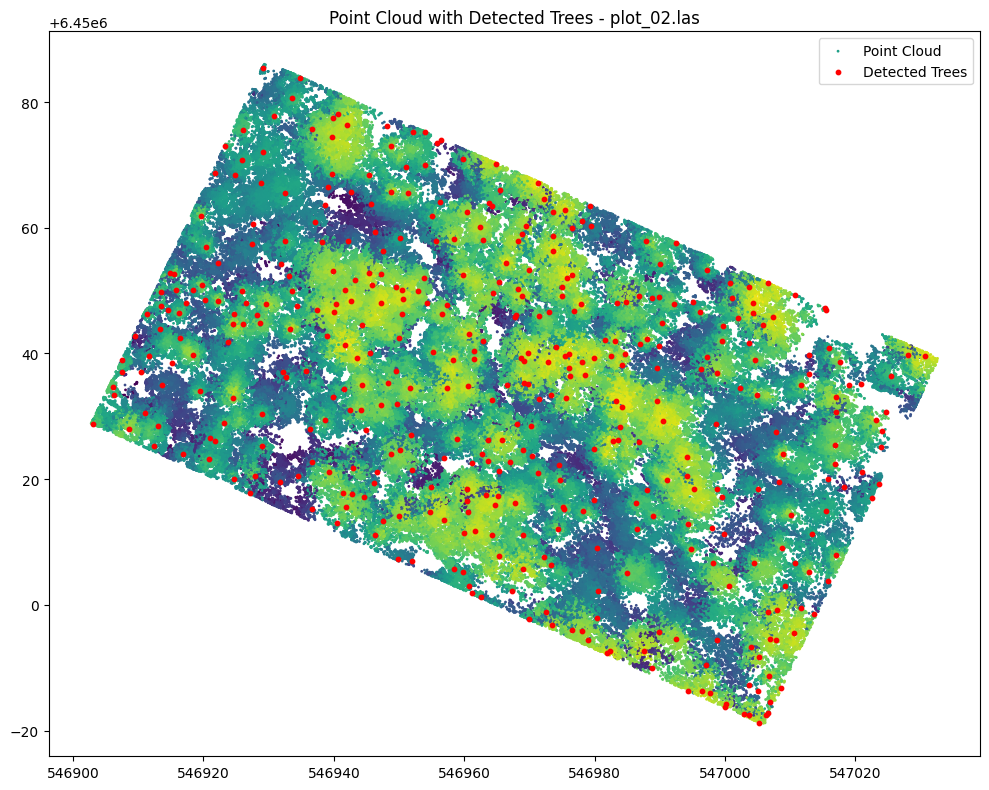 Point Cloud with Detected Trees - plot_02.las
+6.45e6
Point Cloud
Detected Trees
80
60
40
20
0
−20
546900 546920 546940 546960 546980 547000 547020